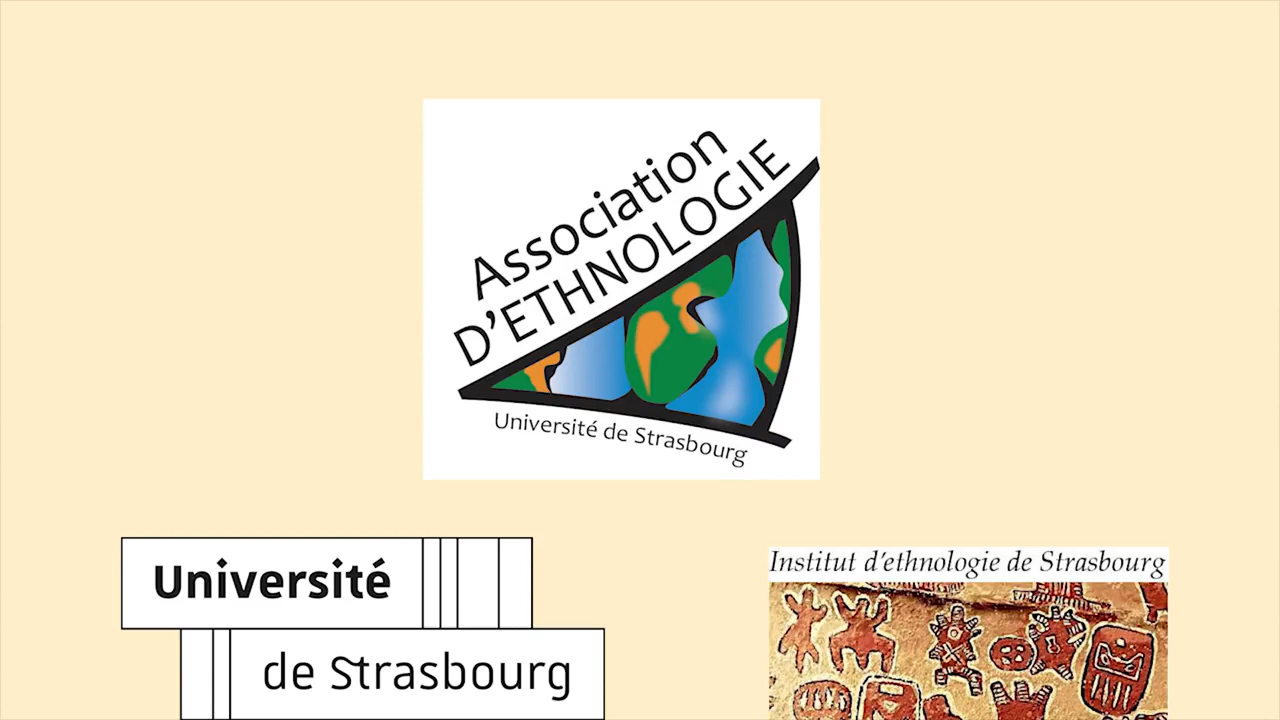 Association
D'ETHNOLOGIE
Université de Strasbourg
Université
de Strasbourg
Institut d'ethnologie de Strasbourg